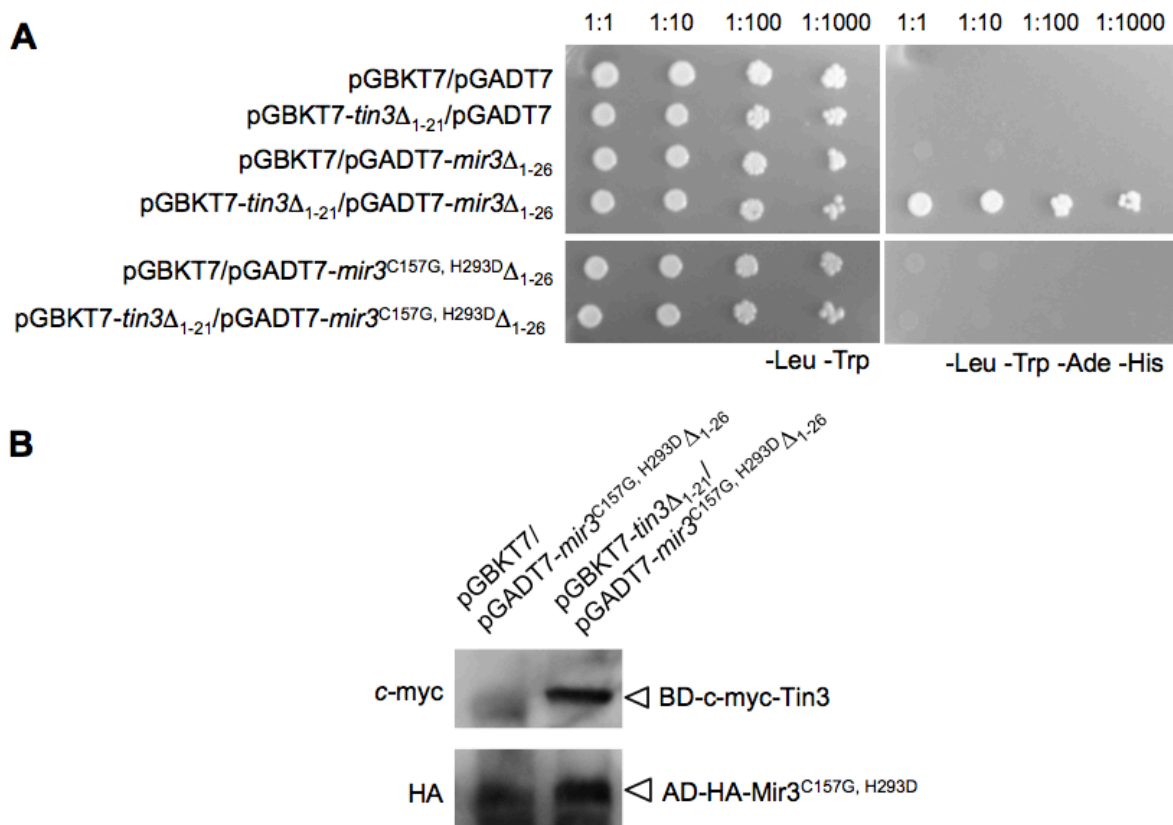 A
1:1 1:10 1:100 1:1000 1:1 1:10 1:100 1:1000
pGBKT7/pGADT7
pGBKT7-tin3Δ1-21/pGADT7
pGBKT7/pGADT7-mir3Δ1-26
pGBKT7-tin3Δ1-21/pGADT7-mir3Δ1-26
pGBKT7/pGADT7-mir3C157G, H293DΔ1-26
pGBKT7-tin3Δ1-21/pGADT7-mir3C157G, H293DΔ1-26
-Leu -Trp -Leu -Trp -Ade -His
B
pGBKT7/
pGADT7-mir3C157G, H293DΔ1-26
pGBKT7-tin3Δ1-21/
pGADT7-mir3C157G, H293DΔ1-26
c-myc BD-c-myc-Tin3
HA AD-HA-Mir3C157G, H293D